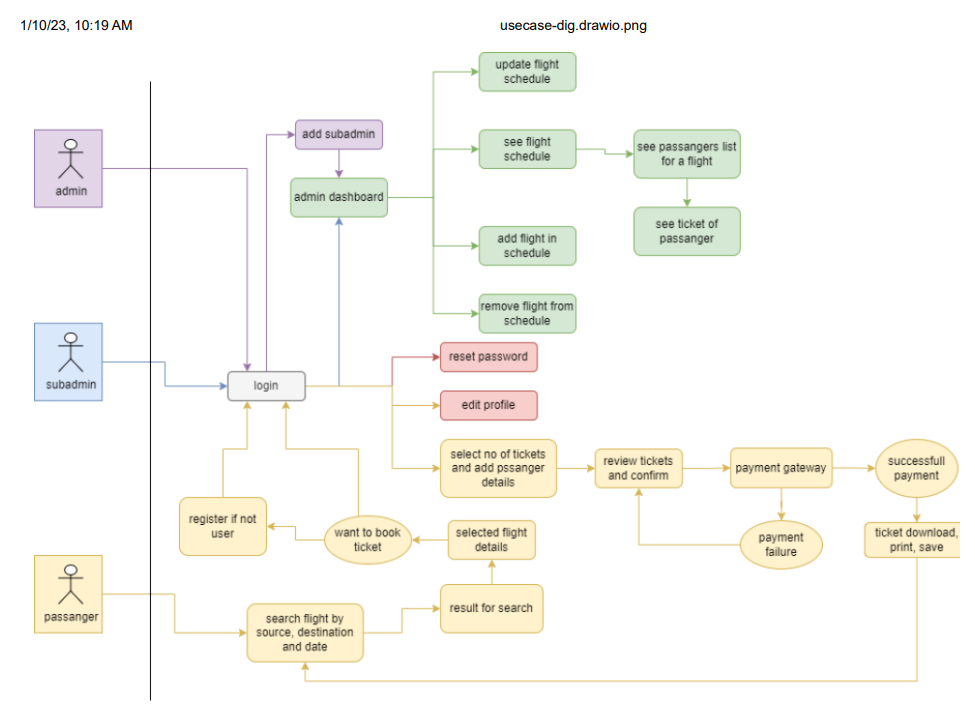 1/10/23, 10:19 AM
usecase-dig.drawio.png
update flight
schedule
add subadmin
see flight
schedule
see passangers list
for a flight
admin
admin dashboard
see ticket of
passanger
add flight in
schedule
remove flight from
schedule
reset password
subadmin
login
edit profile
select no of tickets
and add pssanger
details
review tickets
and confirm
payment gateway
successfull
payment
register if not
user
want to book
ticket
selected flight
details
payment
failure
ticket download,
print, save
passanger
search flight by
source, destination
and date
result for search